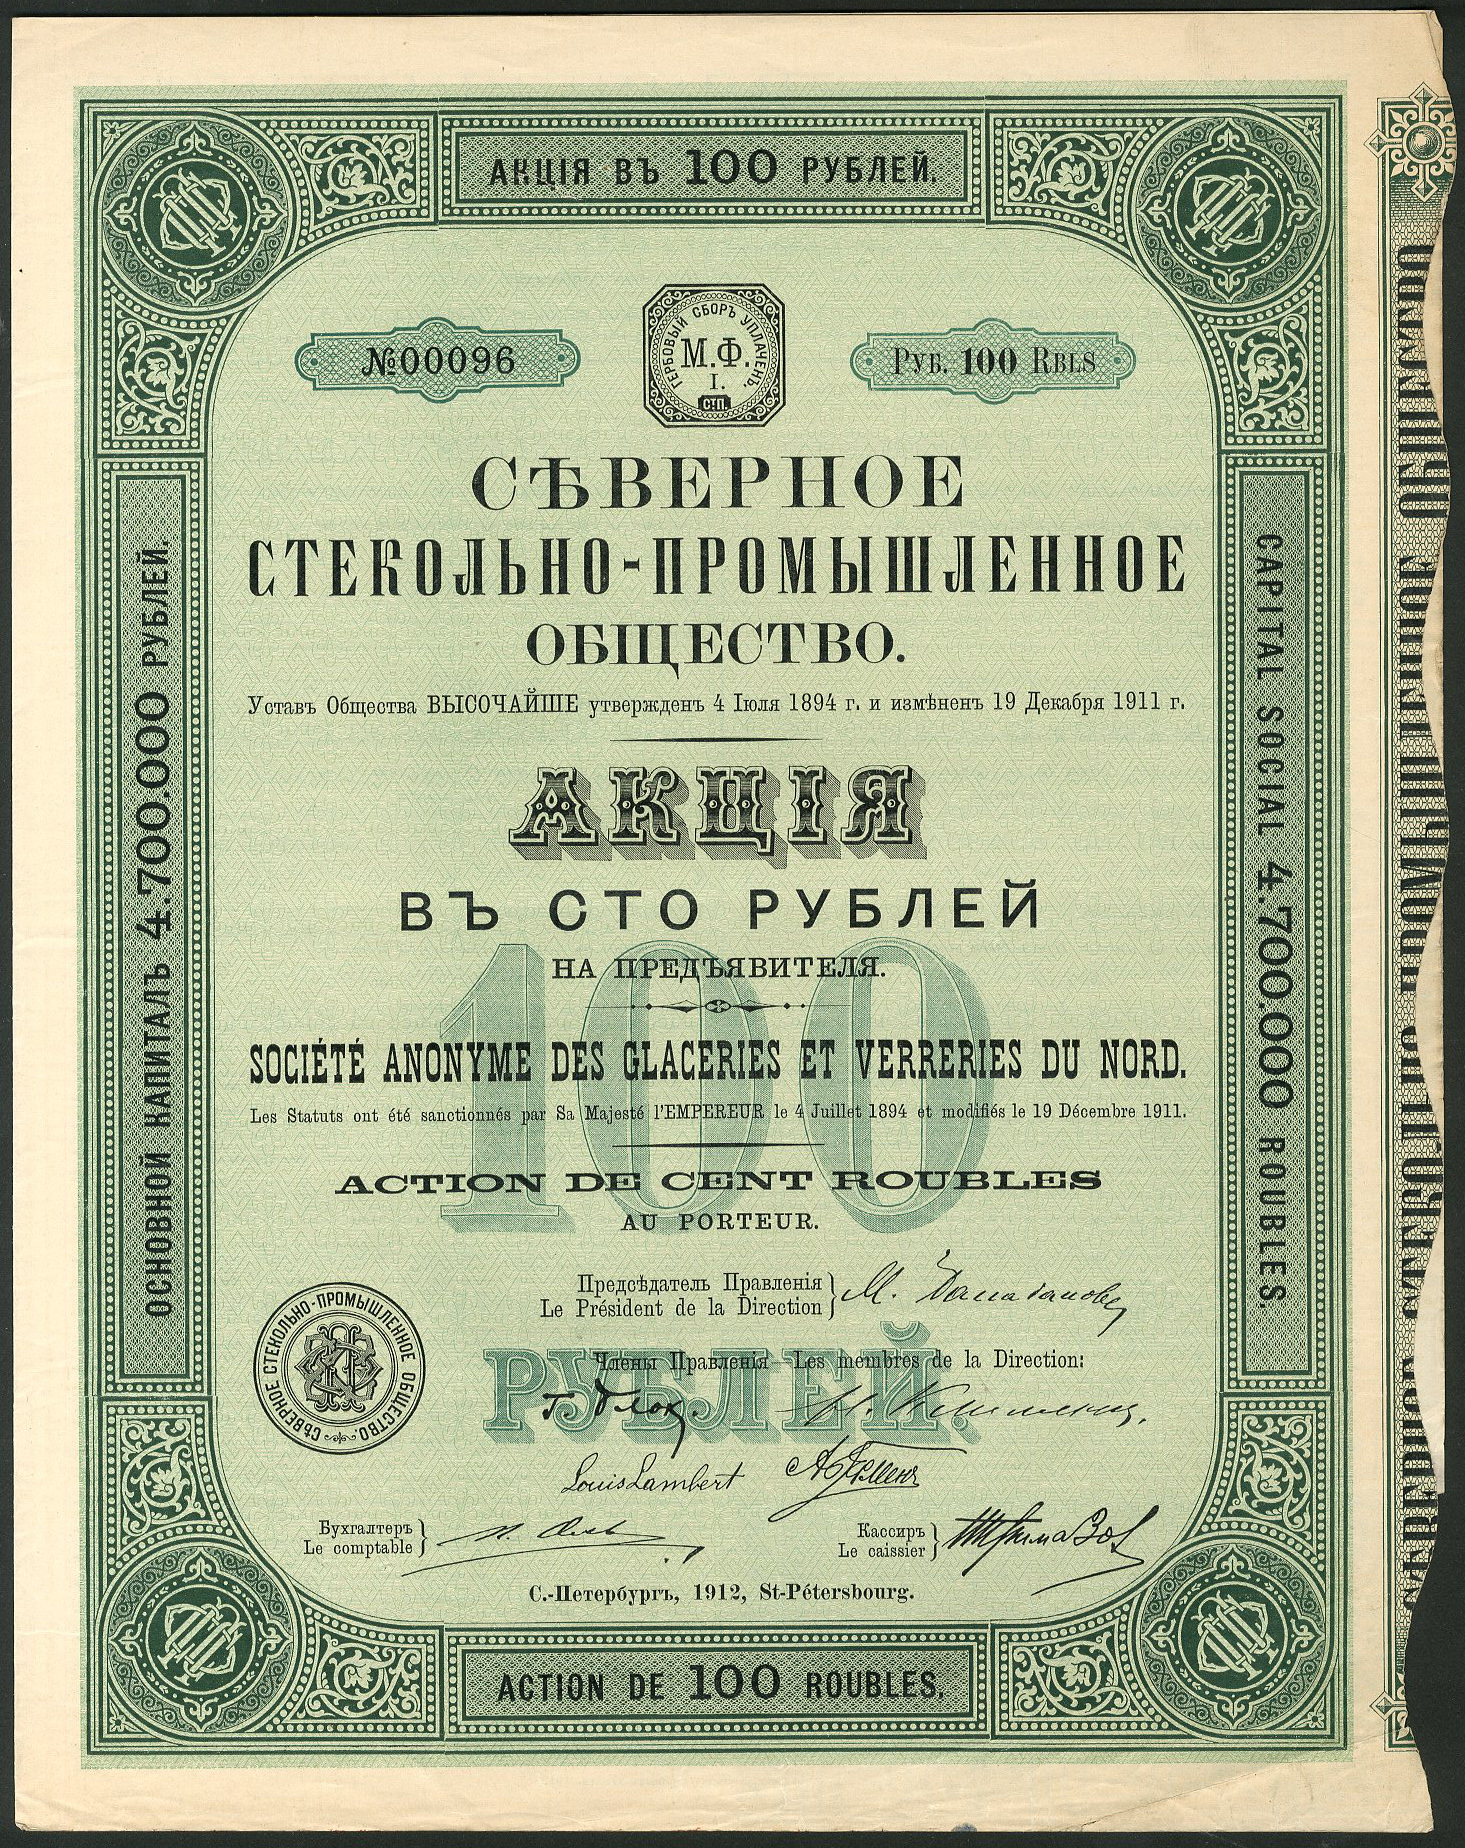 АКЦІЯ ВЪ 100 РУБЛЕЙ.
№00096
ГЕРБОВЫЙ СБОРЪ УПЛАЧЕНЪ.
М.Ф.
I.
СТП.
РУБ. 100 RBLS
СѢВЕРНОЕ
СТЕКОЛЬНО-ПРОМЫШЛЕННОЕ
ОБЩЕСТВО.
Уставъ Общества ВЫСОЧАЙШЕ утвержденъ 4 Іюля 1894 г. и измѣненъ 19 Декабря 1911 г.
АКЦІЯ
ВЪ СТО РУБЛЕЙ
НА ПРЕДЪЯВИТЕЛЯ.
100
SOCIÉTÉ ANONYME DES GLACERIES ET VERRERIES DU NORD.
Les Statuts ont été sanctionnés par Sa Majesté l'EMPEREUR le 4 Juillet 1894 et modifiés le 19 Décembre 1911.
ACTION DE CENT ROUBLES
AU PORTEUR.
Предсѣдатель Правленія
Le Président de la Direction
РУБЛЕЙ.
Члены Правленія—Les membres de la Direction:
Louis Lambert
СѢВЕРНОЕ СТЕКОЛЬНО-ПРОМЫШЛЕННОЕ ОБЩЕСТВО.
Бухгалтеръ
Le comptable
Кассиръ
Le caissier
С.-Петербургъ, 1912, St-Pétersbourg.
ACTION DE 100 ROUBLES.
ОСНОВНОЙ КАПИТАЛЪ 4.700.000 РУБЛЕЙ.
CAPITAL SOCIAL 4.700.000 ROUBLES.